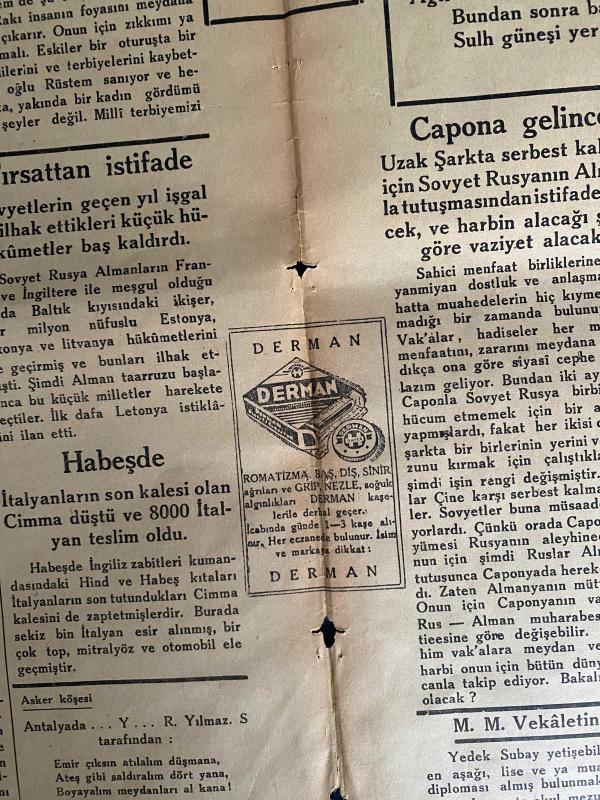 Rakı insanın foyasını meydana
çıkarır. Onun için zıkkımı ya
malı. Eskiler bir oturuşta bir
ilerini ve terbiyelerini kaybet-
oğlu Rüstem sanıyor ve he-
a, yakında bir kadın gördümü
şeyler değil. Millî terbiyemizi
ırsattan istifade
vyetlerin geçen yıl işgal
ilhak ettikleri küçük hü-
kûmetler baş kaldırdı.
Sovyet Rusya Almanların Fran-
ve İngiltere ile meşgul olduğu
da Baltık kıyısındaki ikişer,
r milyon nüfuslu Estonya,
tonya ve litvanya hükûmetlerini
e geçirmiş ve bunları ilhak et-
şti. Şimdi Alman taarruzu başla-
nca bu küçük milletler harekete
eçtiler. İlk dafa Letonya istiklâ-
ini ilan etti.
Habeşde
İtalyanların son kalesi olan
Cimma düştü ve 8000 İtal-
yan teslim oldu.
Habeşde İngiliz zabitleri kuman-
dasındaki Hind ve Habeş kıtaları
İtalyanların son tutundukları Cimma
kalesini de zaptetmişlerdir. Burada
sekiz bin İtalyan esir alınmış, bir
çok top, mitralyöz ve otomobil ele
geçmiştir.
Asker köşesi
Antalyada . . . Y . . . R. Yılmaz. S
tarafından :
Emir çıksın atılalım düşmana,
Ateş gibi saldıralım dört yana,
Boyayalım meydanları al kana!
DERMAN
DERMAN
ROMATİZMA, BAŞ, DİŞ, SİNİR
ağrıları ve GRİP, NEZLE, soğuk
algınlıkları DERMAN kaşe-
lerile derhal geçer.
İcabında günde 1—3 kaşe alı-
nır. Her eczanede bulunur. İsim
ve markaya dikkat :
DERMAN
Bundan sonra ba
Sulh güneşi yer
Capona gelince
Uzak Şarkta serbest kal
için Sovyet Rusyanın Alm
la tutuşmasından istifade
cek, ve harbin alacağı ş
göre vaziyet alacak
Sahici menfaat birliklerine
yanmiyan dostluk ve anlaşma
hatta muahedelerin hiç kıyme
madığı bir zamanda bulunu
Vak'alar, hadiseler her m
menfaatını, zararını meydana
dıkça ona göre siyasî cephe
lazım geliyor. Bundan iki ay
Caponla Sovyet Rusya birbi
hücum etmemek için bir a
yapmışlardı, fakat her ikisi d
şarkta bir birlerinin yerini v
zunu kırmak için çalıştıkla
şimdi işin rengi değişmiştir.
lar Çine karşı serbest kalma
ler. Sovyetler buna müsaad
yorlardı. Çünkü orada Capo
yümesi Rusyanın aleyhined
nun için şimdi Ruslar Alm
tutuşunca Caponyada hereke
dı. Zaten Almanyanın mütt
Onun için Caponyanın va
Rus — Alman muharabes
tieesine göre değişebilir.
him vak'alara meydan ve
harbi onun için bütün düny
canla takip ediyor. Bakalı
olacak ?
M. M. Vekâletin
Yedek Subay yetişebil
en aşağı, lise ve ya mua
diploması almış bulunmak